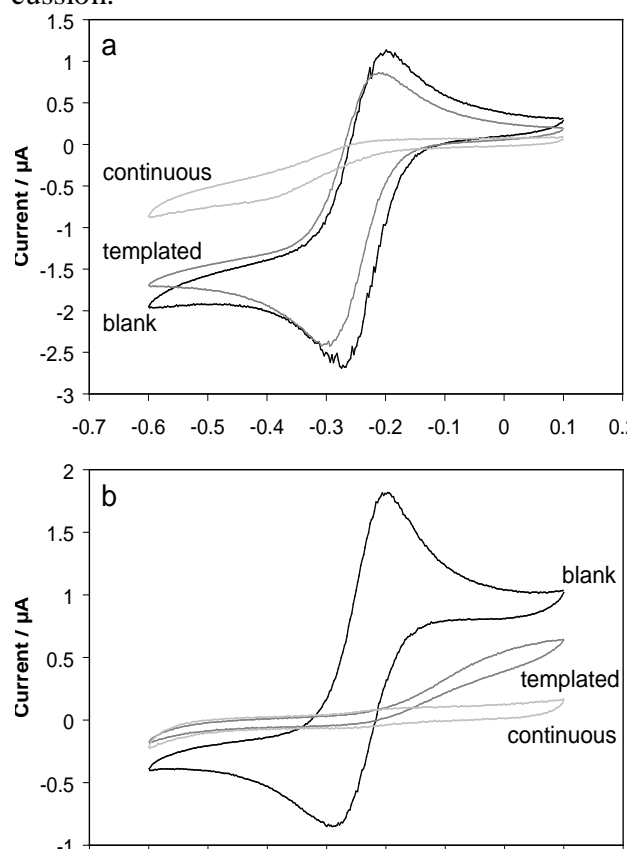 cussion.
a
1.5
1
0.5
0
-0.5
-1
-1.5
-2
-2.5
-3
Current / µA
continuous
templated
blank
-0.7 -0.6 -0.5 -0.4 -0.3 -0.2 -0.1 0 0.1
b
2
1.5
1
0.5
0
-0.5
-1
Current / µA
blank
templated
continuous